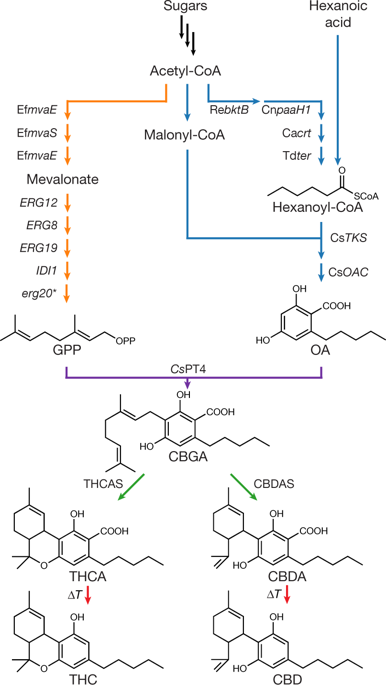 Sugars
Hexanoic
acid
Acetyl-CoA
EfmvaE
RebktB
CnpaaH1
EfmvaS
Malonyl-CoA
Cacrt
EfmvaE
Tdter
Mevalonate
O
SCoA
Hexanoyl-CoA
ERG12
ERG8
CsTKS
ERG19
IDI1
CsOAC
erg20*
OH
COOH
OPP
HO
GPP
OA
CsPT4
OH
COOH
HO
CBGA
THCAS
CBDAS
OH
COOH
O
THCA
OH
COOH
HO
CBDA
ΔT
ΔT
OH
O
THC
OH
HO
CBD